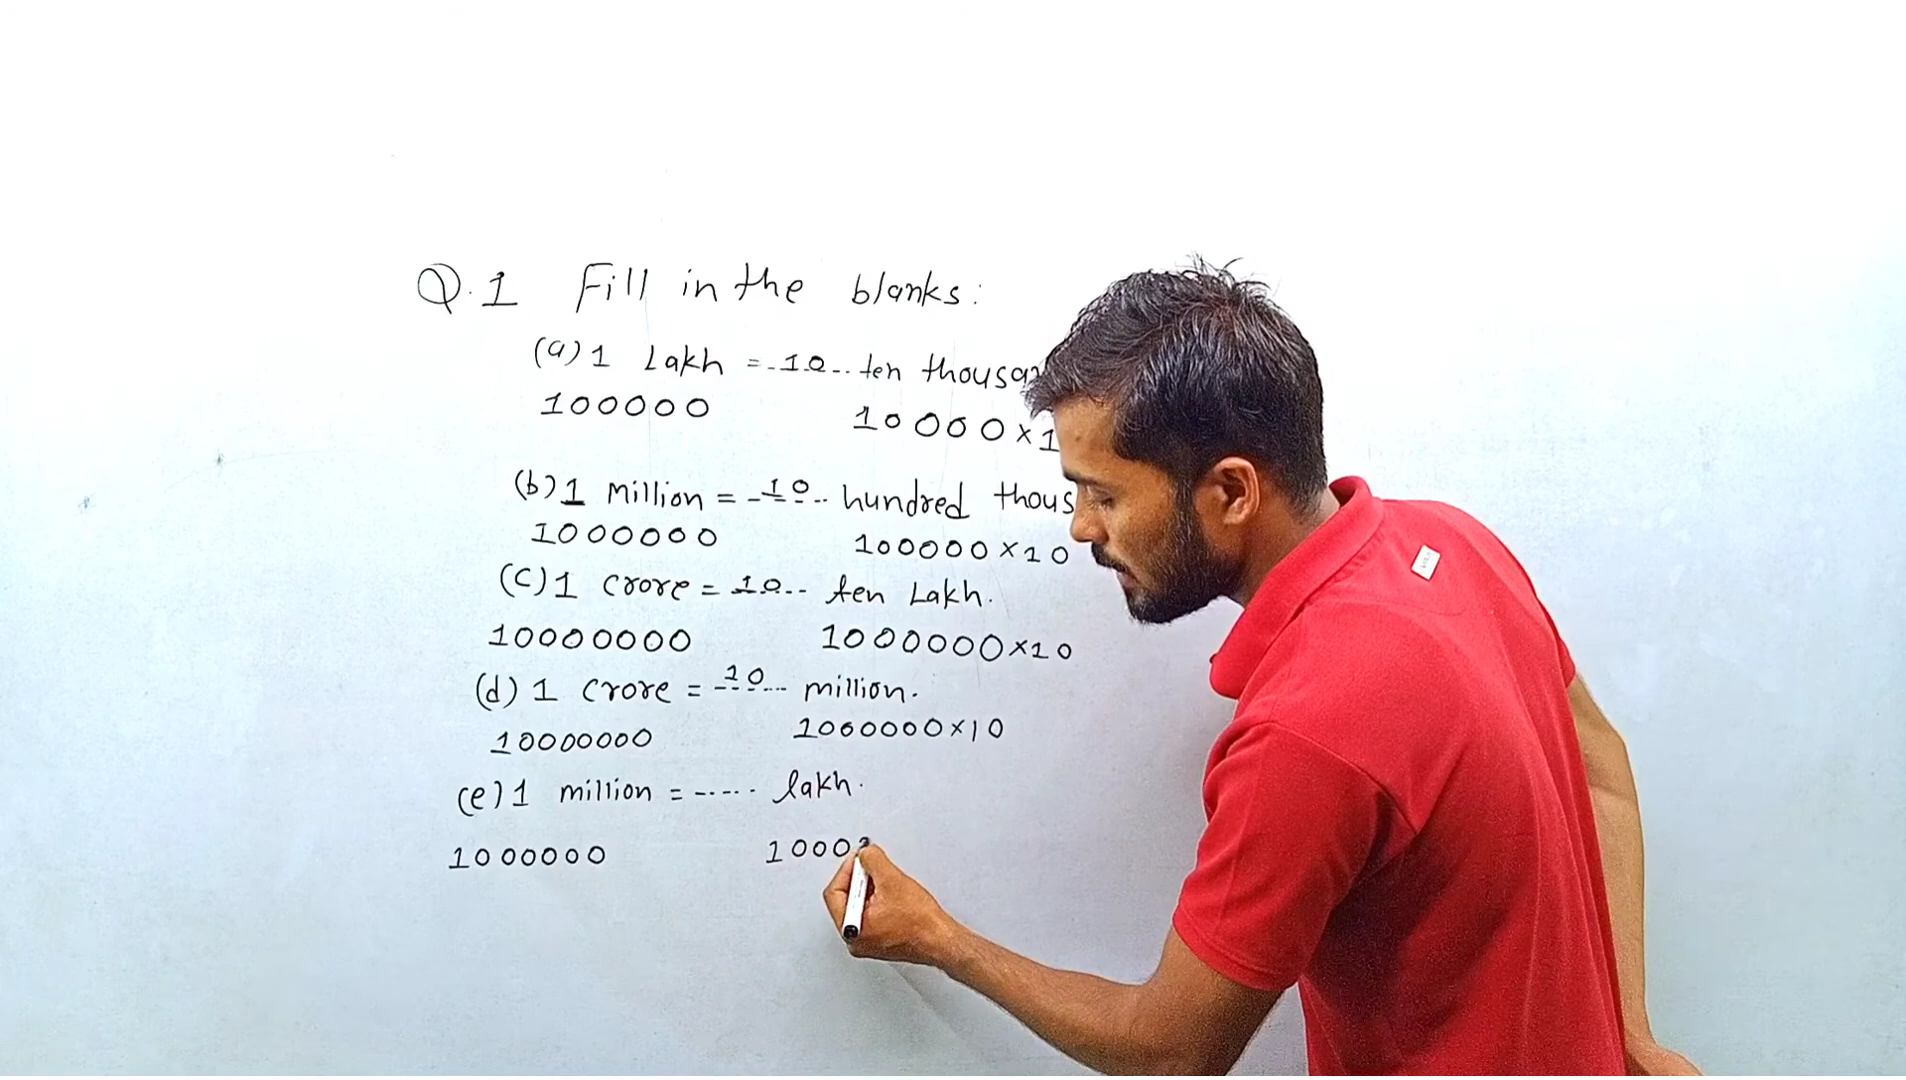 Q.1 Fill in the blanks:
(a) 1 Lakh = --10--- ten thousan
100000 10000×1
(b) 1 million = --10-- hundred thous
1000000 100000×10
(c) 1 crore = -10--- ten Lakh.
10000000 1000000×10
(d) 1 crore = ---10--- million.
10000000 1000000×10
(e) 1 million = ----- lakh.
1000000 1000